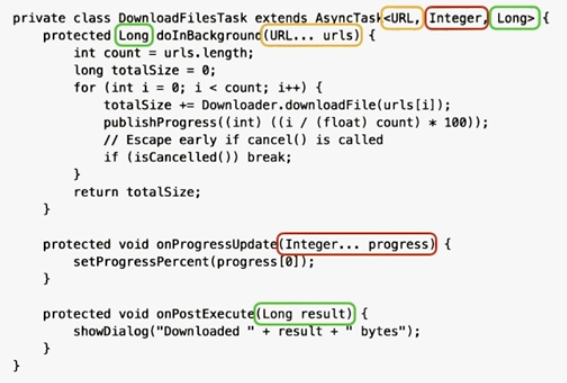 private class DownloadFilesTask extends AsyncTask<URL, Integer, Long> {
    protected Long doInBackground(URL... urls) {
        int count = urls.length;
        long totalSize = 0;
        for (int i = 0; i < count; i++) {
            totalSize += Downloader.downloadFile(urls[i]);
            publishProgress((int) ((i / (float) count) * 100));
            // Escape early if cancel() is called
            if (isCancelled()) break;
        }
        return totalSize;
    }

    protected void onProgressUpdate(Integer... progress) {
        setProgressPercent(progress[0]);
    }

    protected void onPostExecute(Long result) {
        showDialog("Downloaded " + result + " bytes");
    }
}